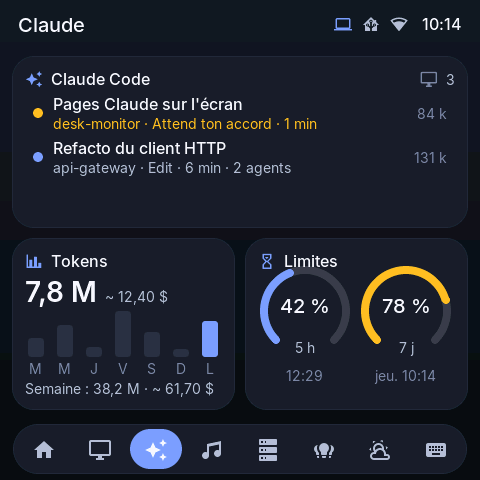 Claude
10:14
Claude Code
3
Pages Claude sur l'écran
desk-monitor · Attend ton accord · 1 min
84 k
Refacto du client HTTP
api-gateway · Edit · 6 min · 2 agents
131 k
Tokens
7,8 M ~ 12,40 $
M M J V S D L
Semaine : 38,2 M · ~ 61,70 $
Limites
42 % 78 %
5 h 7 j
12:29 jeu. 10:14